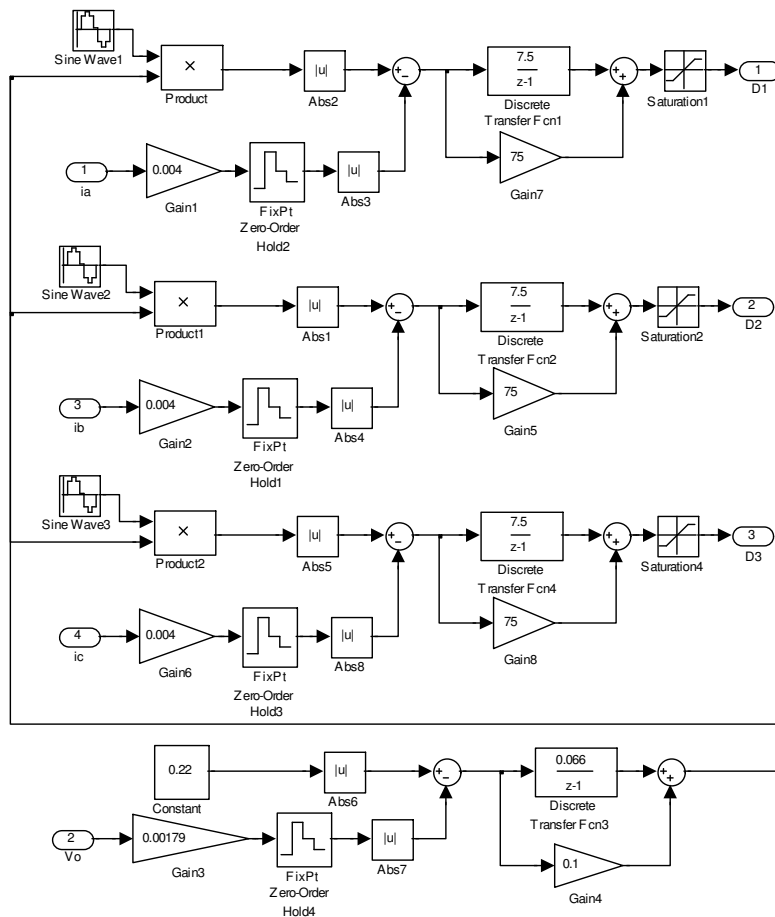 Sine Wave1
×
Product
|u|
Abs2
+
−
7.5
z-1
Discrete
Transfer Fcn1
+
+
Saturation1
1
D1
1
ia
0.004
Gain1
FixPt
Zero-Order
Hold2
|u|
Abs3
75
Gain7
Sine Wave2
×
Product1
|u|
Abs1
+
−
7.5
z-1
Discrete
Transfer Fcn2
+
+
Saturation2
2
D2
3
ib
0.004
Gain2
FixPt
Zero-Order
Hold1
|u|
Abs4
75
Gain5
Sine Wave3
×
Product2
|u|
Abs5
+
−
7.5
z-1
Discrete
Transfer Fcn4
+
+
Saturation4
3
D3
4
ic
0.004
Gain6
FixPt
Zero-Order
Hold3
|u|
Abs8
75
Gain8
0.22
Constant
|u|
Abs6
+
−
0.066
z-1
Discrete
Transfer Fcn3
+
+
2
Vo
0.00179
Gain3
FixPt
Zero-Order
Hold4
|u|
Abs7
0.1
Gain4